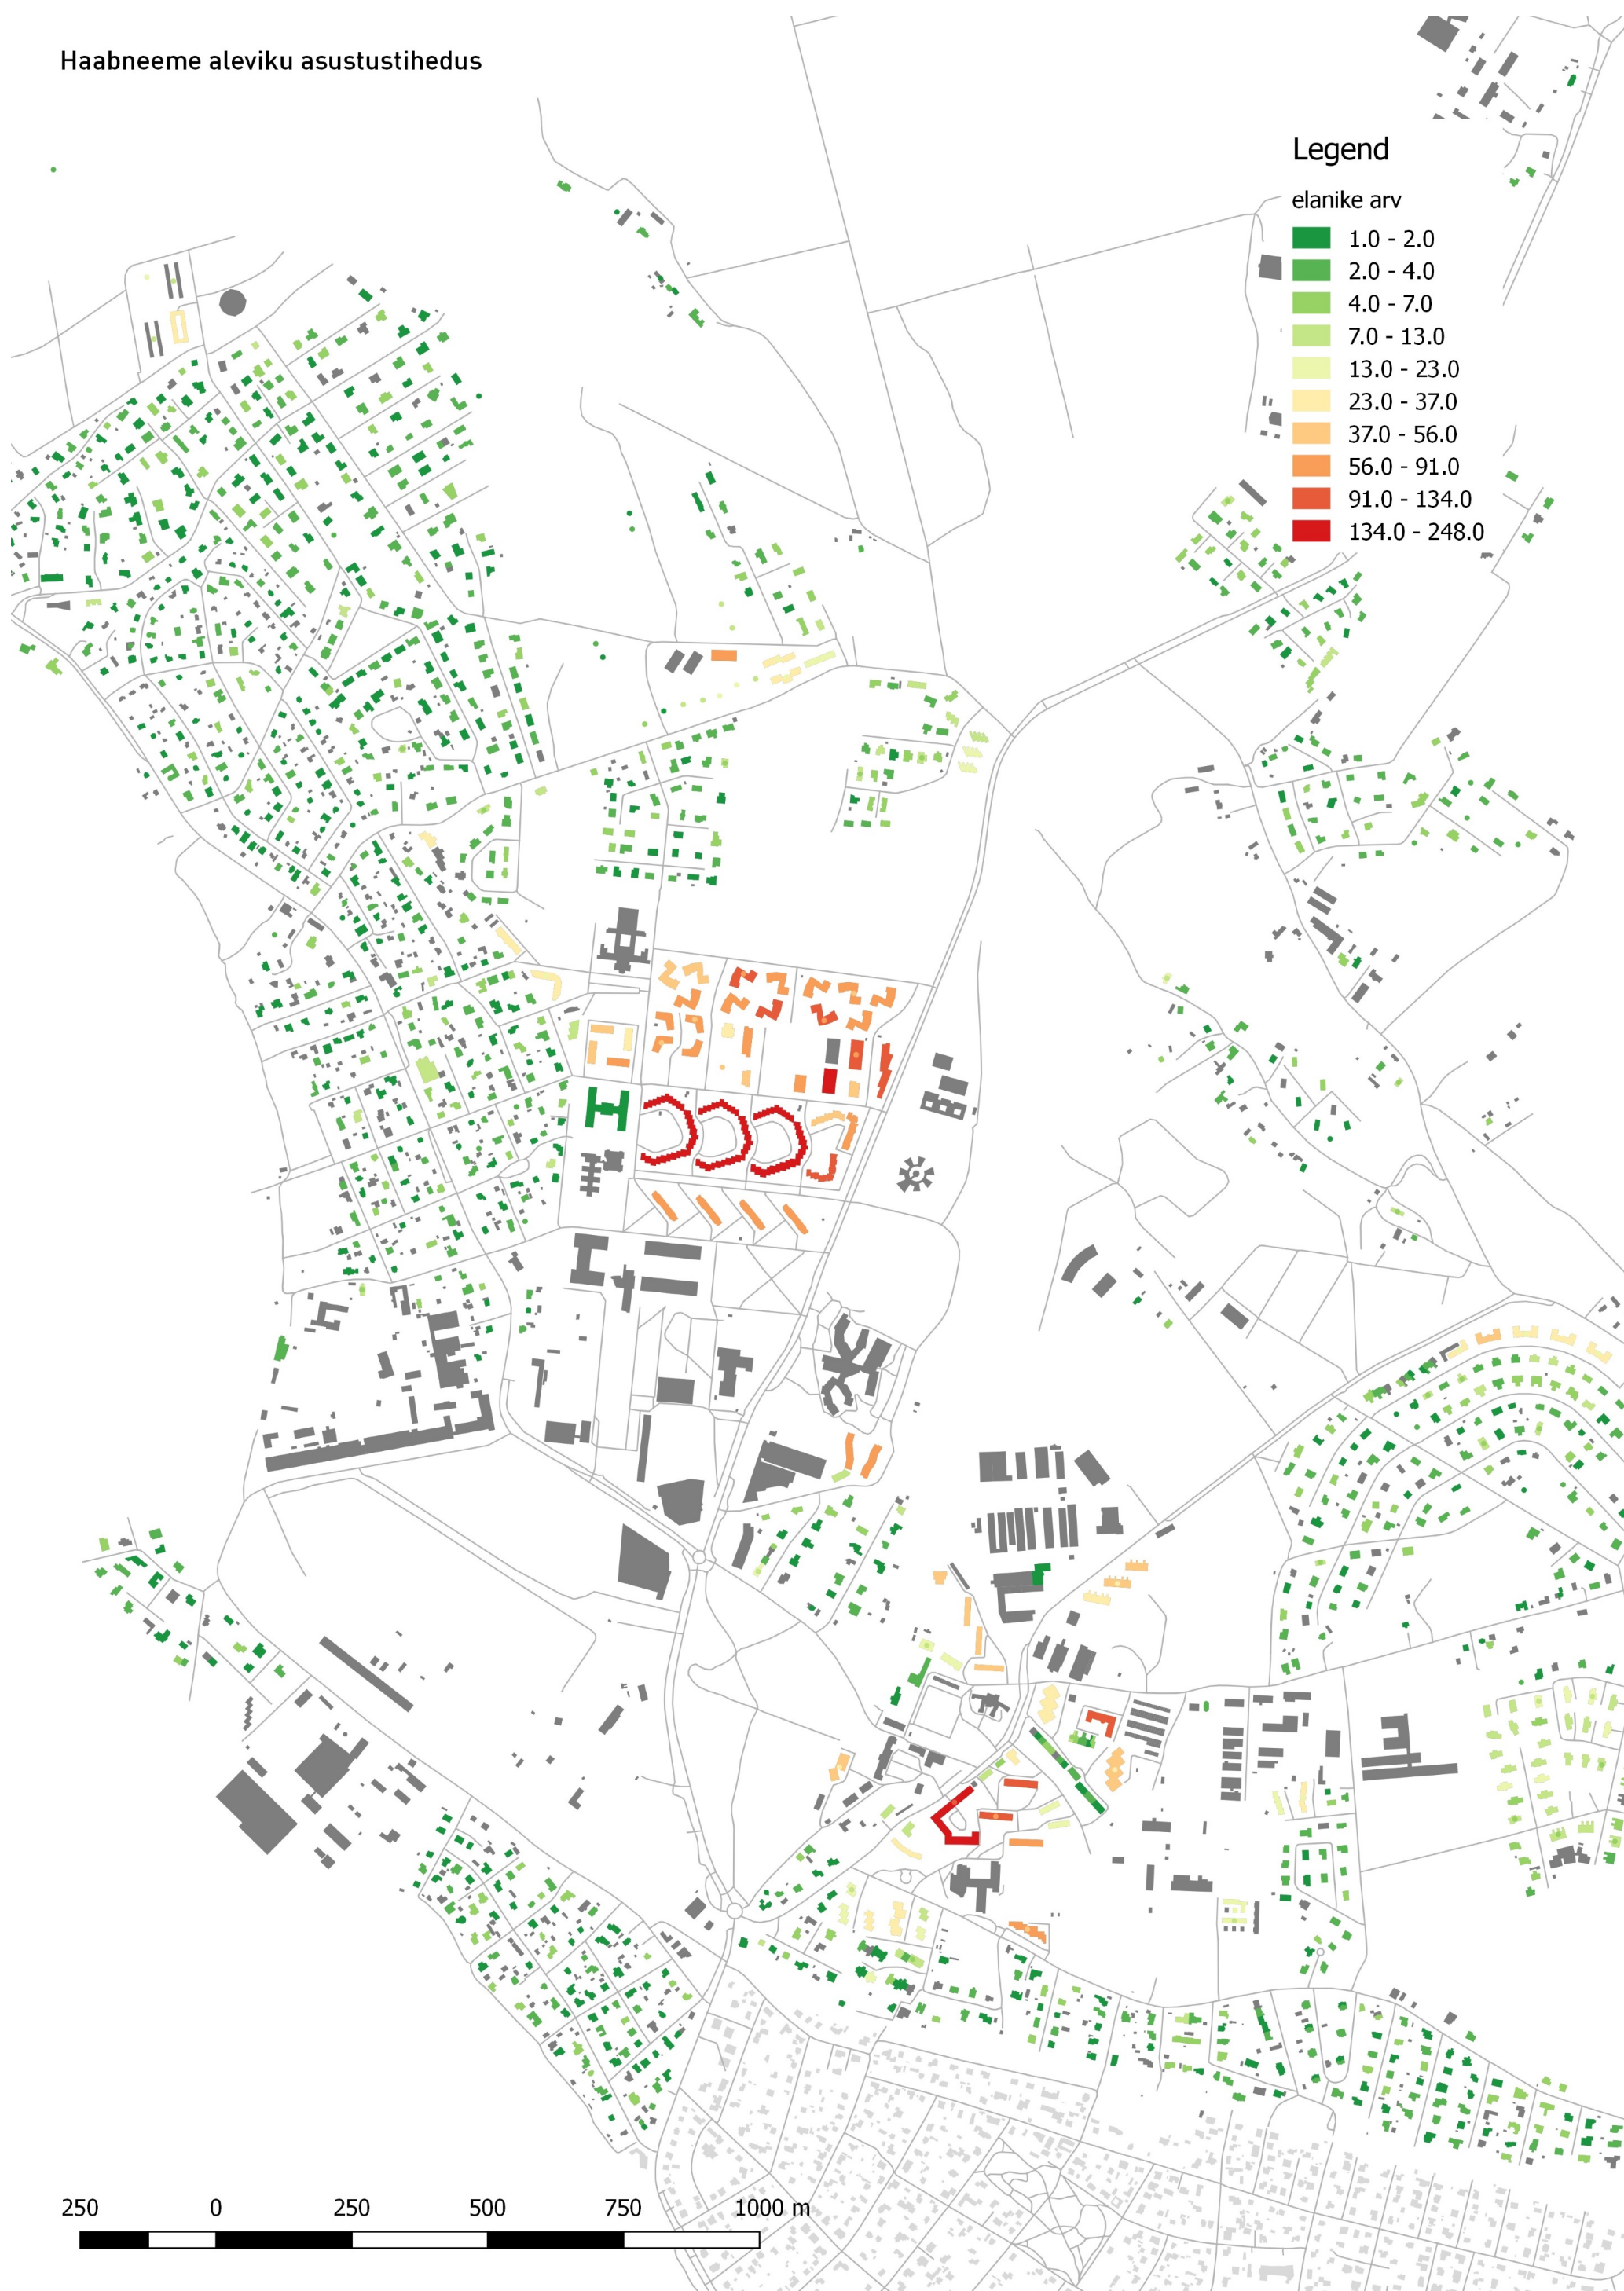 Haabneeme aleviku asustustihedus
Legend
elanike arv
1.0 - 2.0
2.0 - 4.0
4.0 - 7.0
7.0 - 13.0
13.0 - 23.0
23.0 - 37.0
37.0 - 56.0
56.0 - 91.0
91.0 - 134.0
134.0 - 248.0
250 0 250 500 750 1000 m